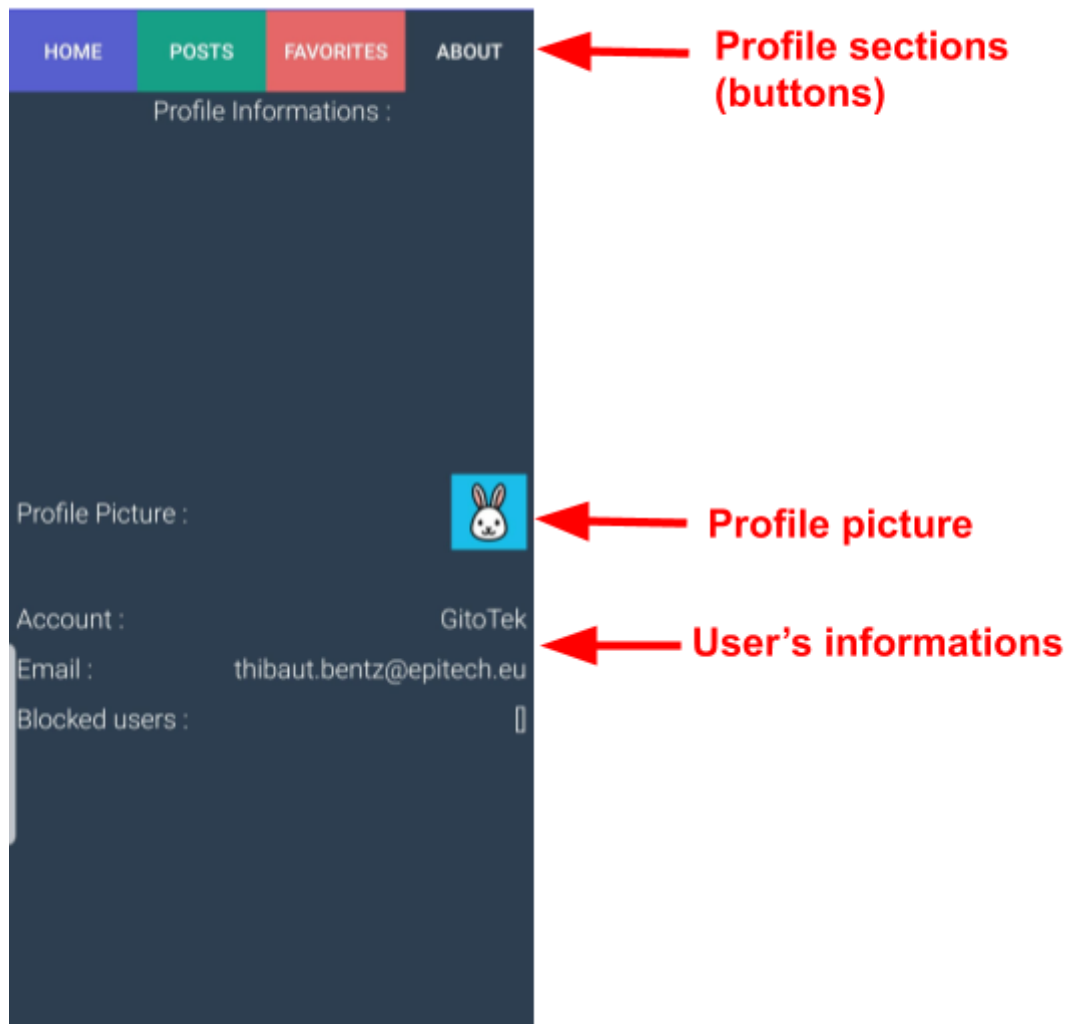 HOME POSTS FAVORITES ABOUT
Profile sections
(buttons)
Profile Informations :
Profile Picture :
Profile picture
Account : GitoTek
User's informations
Email : thibaut.bentz@epitech.eu
Blocked users : []